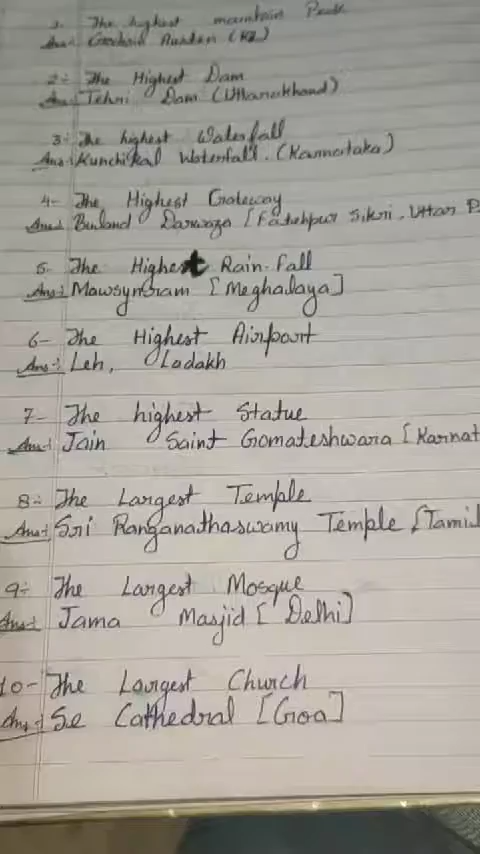 1- The highest mountain Peak
Ans:- Austen (K2)
2:- The Highest Dam
Ans:- Tehri Dam (Uttarakhand)
3:- The highest Waterfall
Ans:- Kunchikal Waterfall. (Karnataka)
4- The Highest Gateway
Ans:- Buland Darwaza [Fatehpur Sikri, Uttar P
5- The Highest Rain-Fall
Ans:- Mawsynram [Meghalaya]
6- The Highest Airport
Ans:- Leh, Ladakh
7- The highest Statue
Ans:- Jain Saint Gomateshwara [Karnat
8:- The Largest Temple
Ans:- Sri Ranganathaswamy Temple [Tamil
9:- The Largest Mosque
Ans:- Jama Masjid [Delhi]
10- The Largest Church
Ans:- Se Cathedral [Goa]